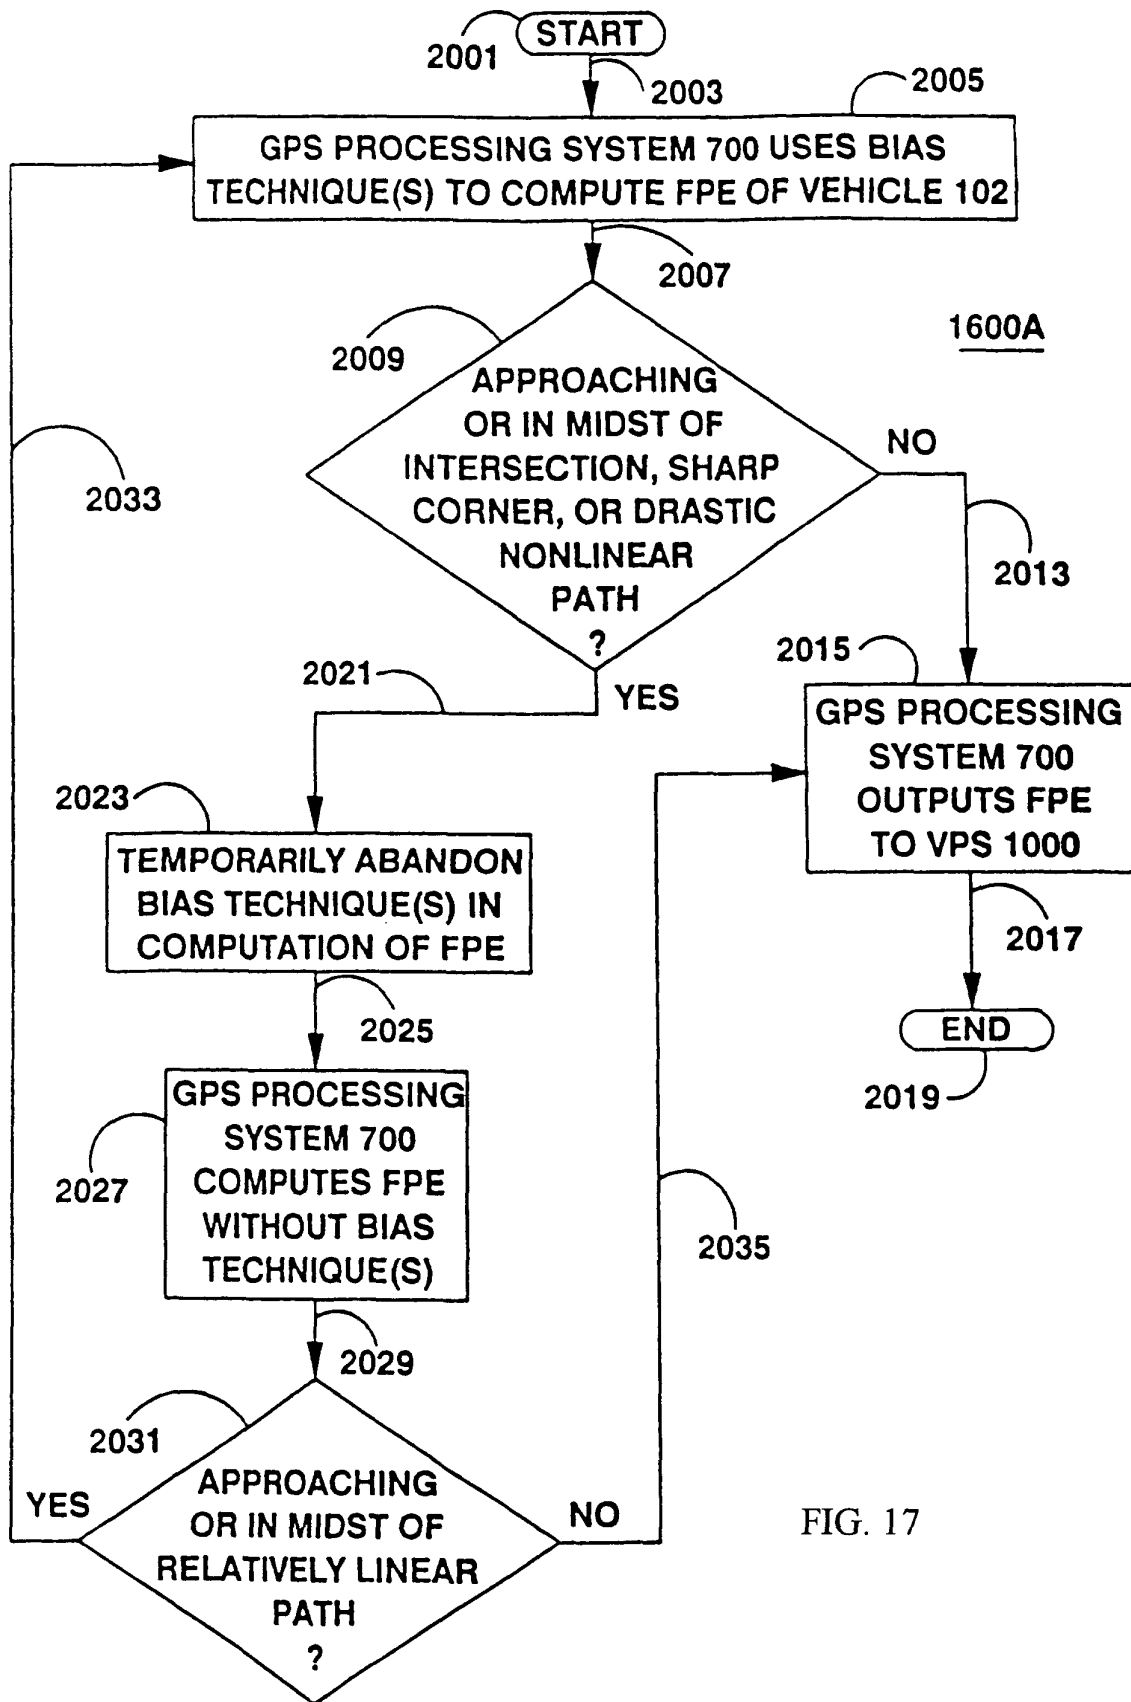 START
2001
2003
2005
GPS PROCESSING SYSTEM 700 USES BIAS
TECHNIQUE(S) TO COMPUTE FPE OF VEHICLE 102
2007
1600A
2009
APPROACHING
OR IN MIDST OF
INTERSECTION, SHARP
CORNER, OR DRASTIC
NONLINEAR
PATH
?
NO
2033
2013
2015
2021
YES
GPS PROCESSING
SYSTEM 700
OUTPUTS FPE
TO VPS 1000
2023
TEMPORARILY ABANDON
BIAS TECHNIQUE(S) IN
COMPUTATION OF FPE
2017
2025
END
2019
GPS PROCESSING
SYSTEM 700
COMPUTES FPE
WITHOUT BIAS
TECHNIQUE(S)
2027
2035
2029
2031
APPROACHING
OR IN MIDST OF
RELATIVELY LINEAR
PATH
?
YES
NO
FIG. 17